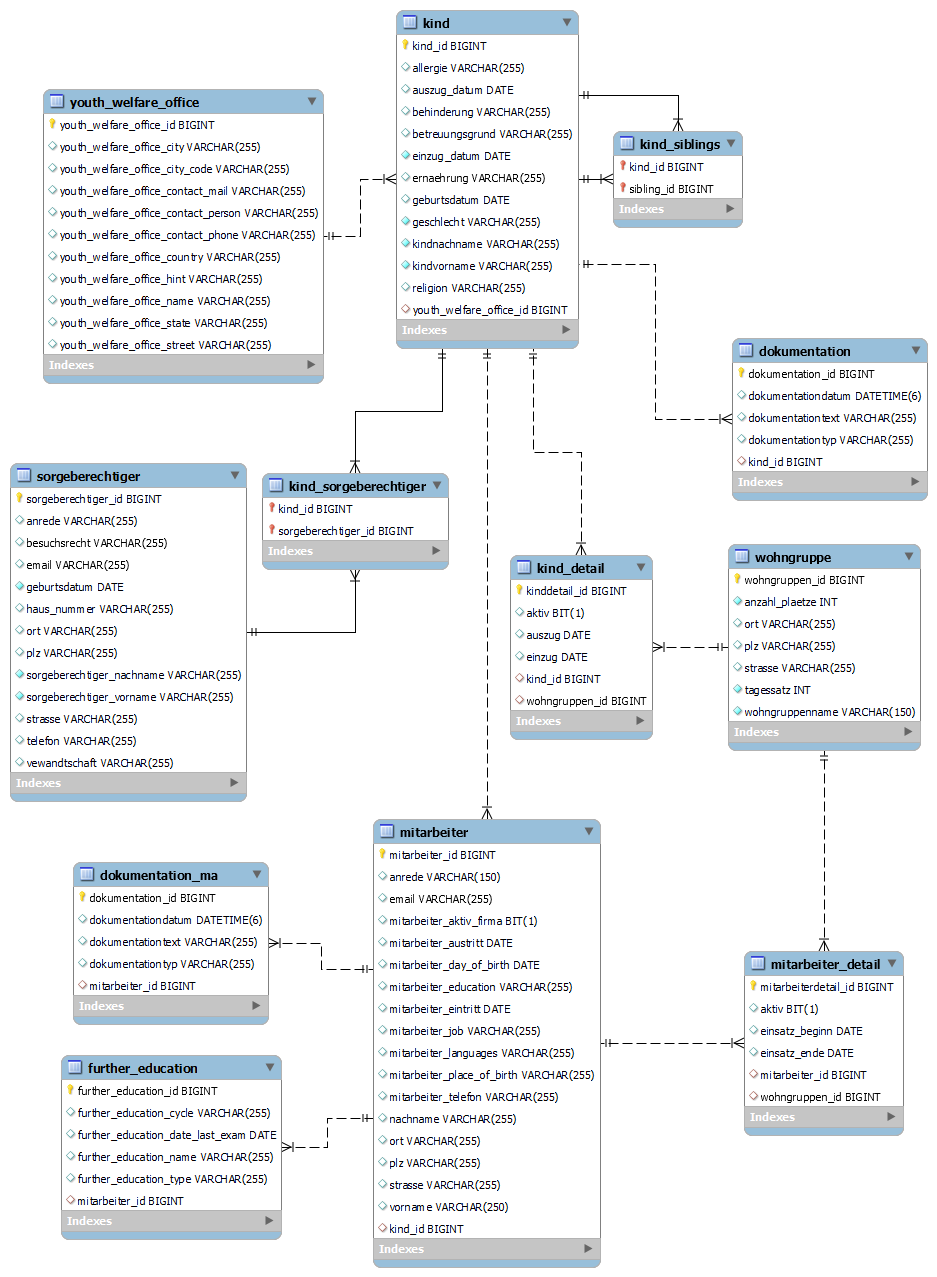 kind
kind_id BIGINT
allergie VARCHAR(255)
auszug_datum DATE
behinderung VARCHAR(255)
betreuungsgrund VARCHAR(255)
einzug_datum DATE
ernaehrung VARCHAR(255)
geburtsdatum DATE
geschlecht VARCHAR(255)
kindnachname VARCHAR(255)
kindvorname VARCHAR(255)
religion VARCHAR(255)
youth_welfare_office_id BIGINT
Indexes
youth_welfare_office
youth_welfare_office_id BIGINT
youth_welfare_office_city VARCHAR(255)
youth_welfare_office_city_code VARCHAR(255)
youth_welfare_office_contact_mail VARCHAR(255)
youth_welfare_office_contact_person VARCHAR(255)
youth_welfare_office_contact_phone VARCHAR(255)
youth_welfare_office_country VARCHAR(255)
youth_welfare_office_hint VARCHAR(255)
youth_welfare_office_name VARCHAR(255)
youth_welfare_office_state VARCHAR(255)
youth_welfare_office_street VARCHAR(255)
Indexes
kind_siblings
kind_id BIGINT
sibling_id BIGINT
Indexes
dokumentation
dokumentation_id BIGINT
dokumentationdatum DATETIME(6)
dokumentationtext VARCHAR(255)
dokumentationtyp VARCHAR(255)
kind_id BIGINT
Indexes
sorgeberechtiger
sorgeberechtiger_id BIGINT
anrede VARCHAR(255)
besuchsrecht VARCHAR(255)
email VARCHAR(255)
geburtsdatum DATE
haus_nummer VARCHAR(255)
ort VARCHAR(255)
plz VARCHAR(255)
sorgeberechtiger_nachname VARCHAR(255)
sorgeberechtiger_vorname VARCHAR(255)
strasse VARCHAR(255)
telefon VARCHAR(255)
vewandtschaft VARCHAR(255)
Indexes
kind_sorgeberechtiger
kind_id BIGINT
sorgeberechtiger_id BIGINT
Indexes
kind_detail
kinddetail_id BIGINT
aktiv BIT(1)
auszug DATE
einzug DATE
kind_id BIGINT
wohngruppen_id BIGINT
Indexes
wohngruppe
wohngruppen_id BIGINT
anzahl_plaetze INT
ort VARCHAR(255)
plz VARCHAR(255)
strasse VARCHAR(255)
tagessatz INT
wohngruppenname VARCHAR(150)
Indexes
mitarbeiter
mitarbeiter_id BIGINT
anrede VARCHAR(150)
email VARCHAR(255)
mitarbeiter_aktiv_firma BIT(1)
mitarbeiter_austritt DATE
mitarbeiter_day_of_birth DATE
mitarbeiter_education VARCHAR(255)
mitarbeiter_eintritt DATE
mitarbeiter_job VARCHAR(255)
mitarbeiter_languages VARCHAR(255)
mitarbeiter_place_of_birth VARCHAR(255)
mitarbeiter_telefon VARCHAR(255)
nachname VARCHAR(255)
ort VARCHAR(255)
plz VARCHAR(255)
strasse VARCHAR(255)
vorname VARCHAR(250)
kind_id BIGINT
Indexes
dokumentation_ma
dokumentation_id BIGINT
dokumentationdatum DATETIME(6)
dokumentationtext VARCHAR(255)
dokumentationtyp VARCHAR(255)
mitarbeiter_id BIGINT
Indexes
further_education
further_education_id BIGINT
further_education_cycle VARCHAR(255)
further_education_date_last_exam DATE
further_education_name VARCHAR(255)
further_education_type VARCHAR(255)
mitarbeiter_id BIGINT
Indexes
mitarbeiter_detail
mitarbeiterdetail_id BIGINT
aktiv BIT(1)
einsatz_beginn DATE
einsatz_ende DATE
mitarbeiter_id BIGINT
wohngruppen_id BIGINT
Indexes